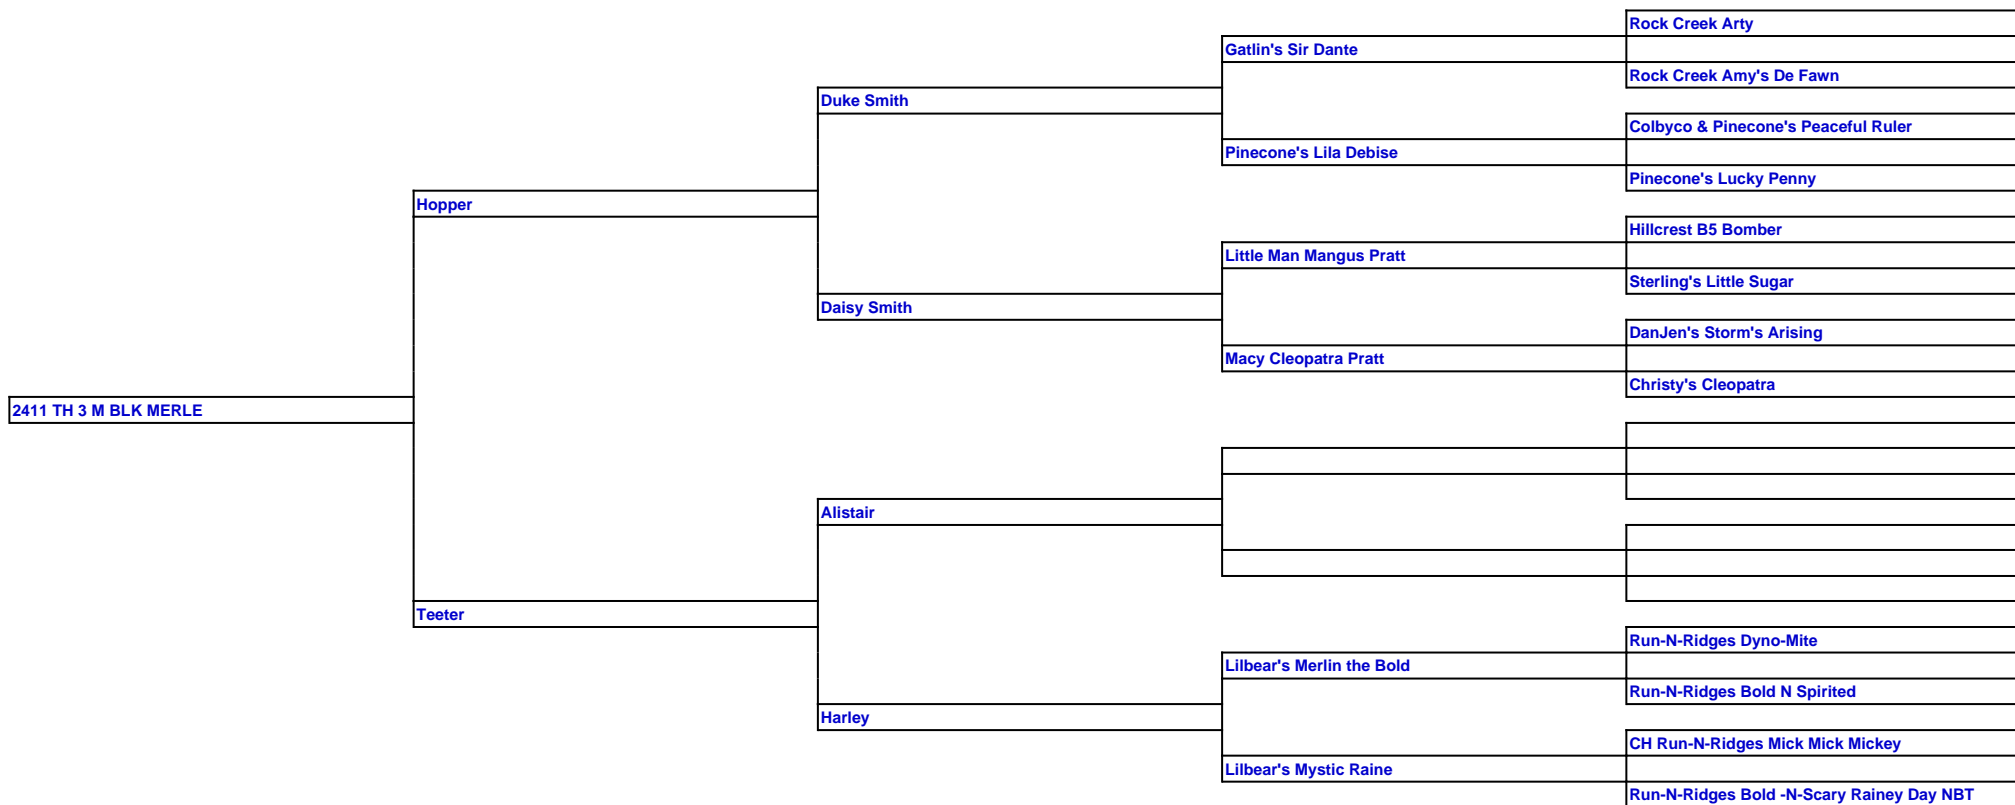 Rock Creek Arty
Gatlin's Sir Dante
Rock Creek Amy's De Fawn
Duke Smith
Colbyco & Pinecone's Peaceful Ruler
Pinecone's Lila Debise
Pinecone's Lucky Penny
Hopper
Hillcrest B5 Bomber
Little Man Mangus Pratt
Sterling's Little Sugar
Daisy Smith
DanJen's Storm's Arising
Macy Cleopatra Pratt
Christy's Cleopatra
2411 TH 3 M BLK MERLE
Alistair
Teeter
Run-N-Ridges Dyno-Mite
Lilbear's Merlin the Bold
Run-N-Ridges Bold N Spirited
Harley
CH Run-N-Ridges Mick Mick Mickey
Lilbear's Mystic Raine
Run-N-Ridges Bold -N-Scary Rainey Day NBT